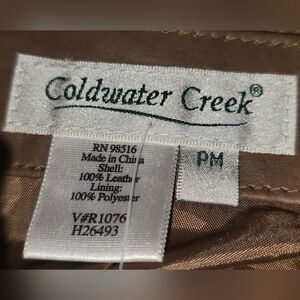 Coldwater Creek®
RN 98516
Made in China
Shell:
100% Leather
Lining:
100% Polyester
V#R1076
H26493
PM